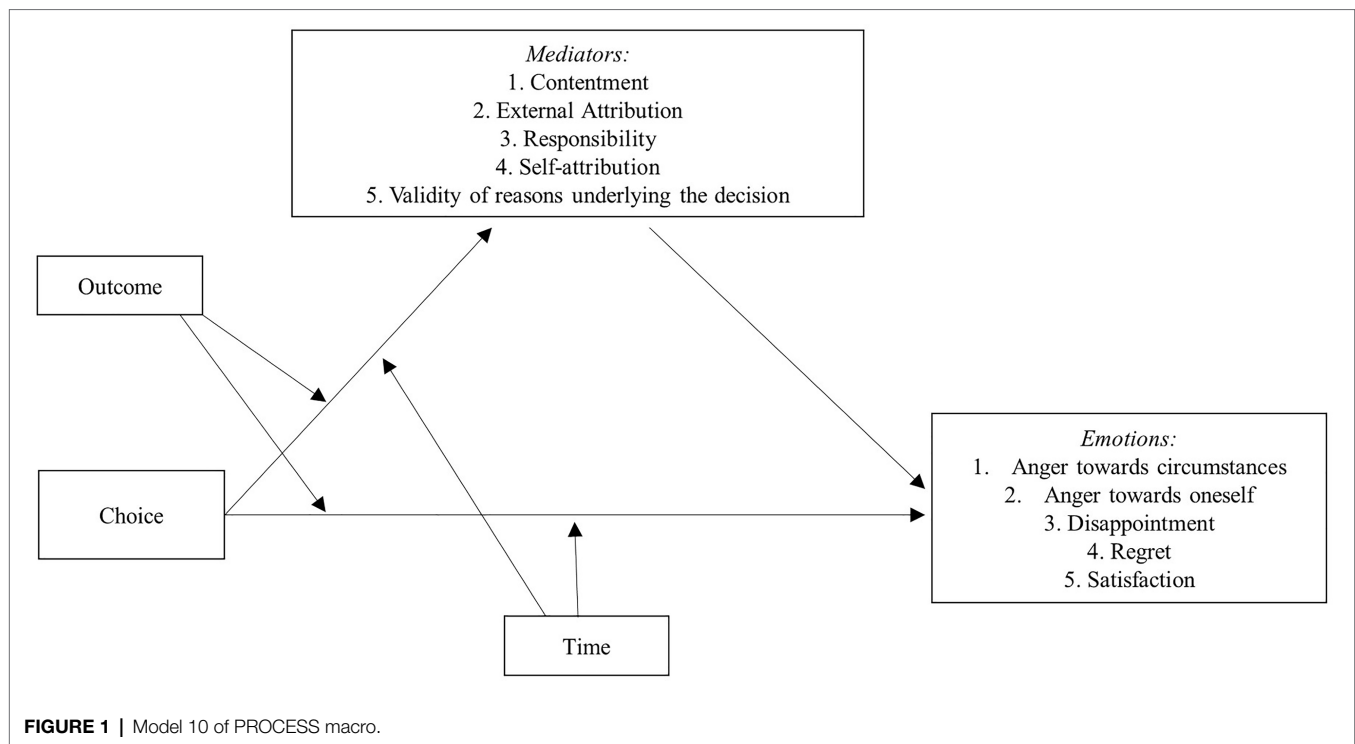 Mediators:
1. Contentment
2. External Attribution
3. Responsibility
4. Self-attribution
5. Validity of reasons underlying the decision
Outcome
Choice
Emotions:
1. Anger towards circumstances
2. Anger towards oneself
3. Disappointment
4. Regret
5. Satisfaction
Time
FIGURE 1 | Model 10 of PROCESS macro.